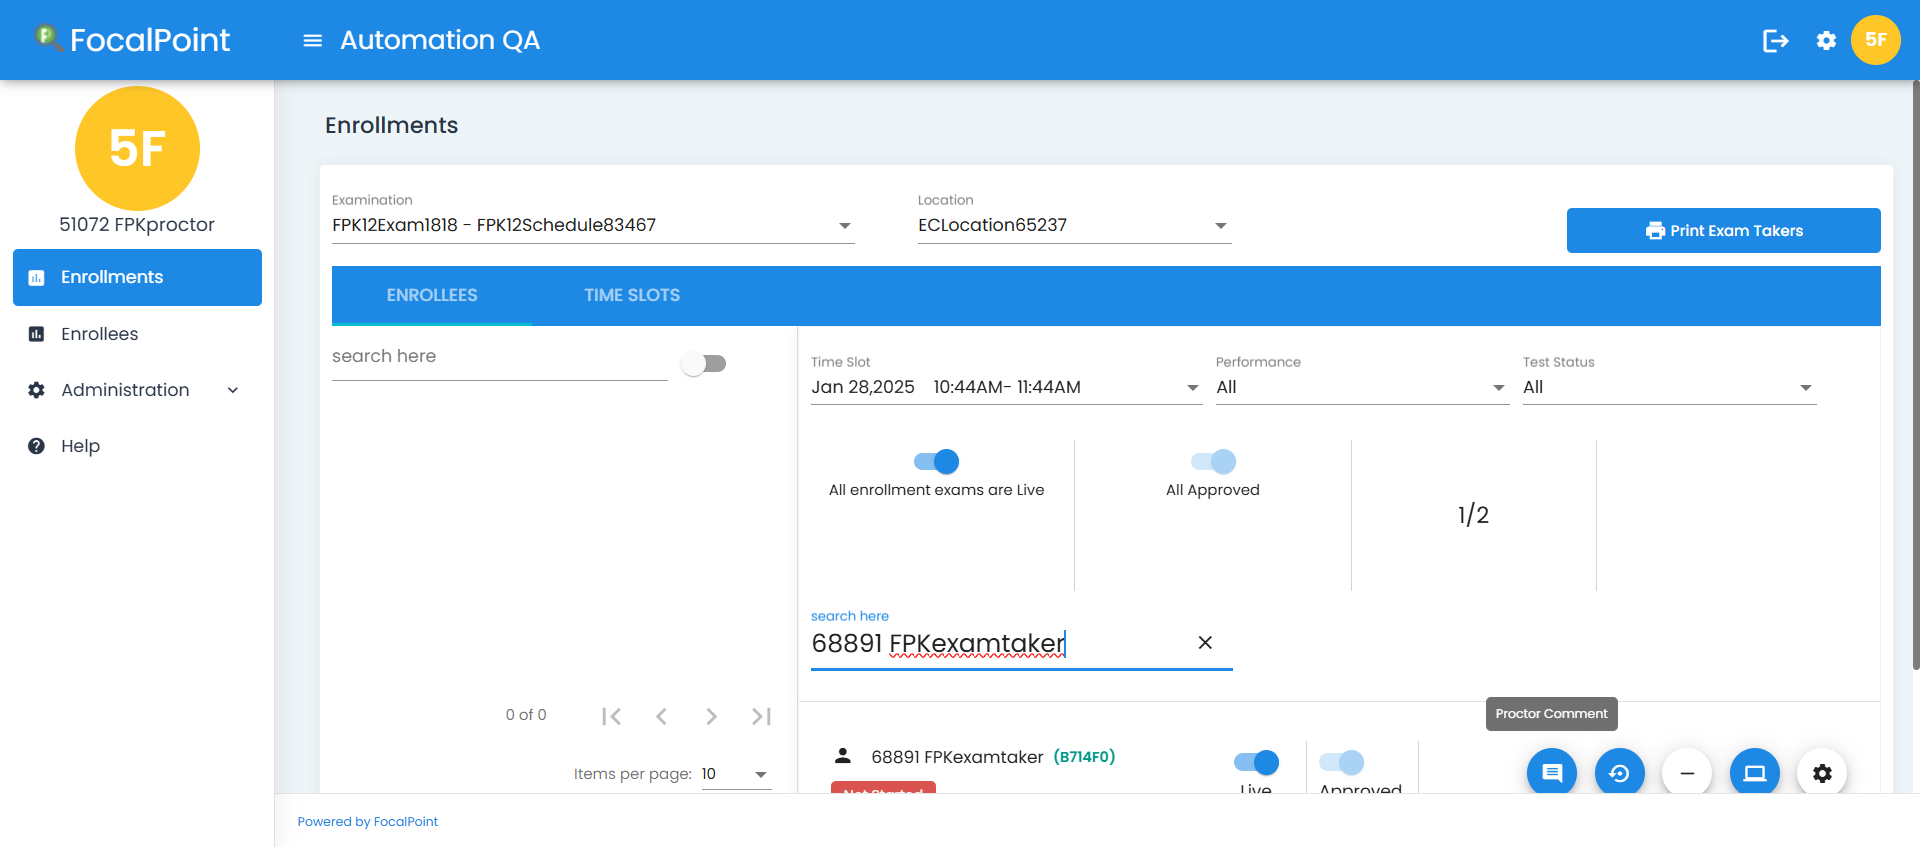 FocalPoint
Automation QA
5F
5F
51072 FPKproctor
Enrollments
Enrollees
Administration
Help
Enrollments
Examination
FPK12Exam1818 - FPK12Schedule83467
Location
ECLocation65237
Print Exam Takers
ENROLLEES
TIME SLOTS
search here
Time Slot
Jan 28,2025 10:44AM- 11:44AM
Performance
All
Test Status
All
All enrollment exams are Live
All Approved
1/2
search here
68891 FPKexamtaker
0 of 0
Items per page: 10
Proctor Comment
68891 FPKexamtaker (B714F0)
Not Started
Live
Approved
Powered by FocalPoint